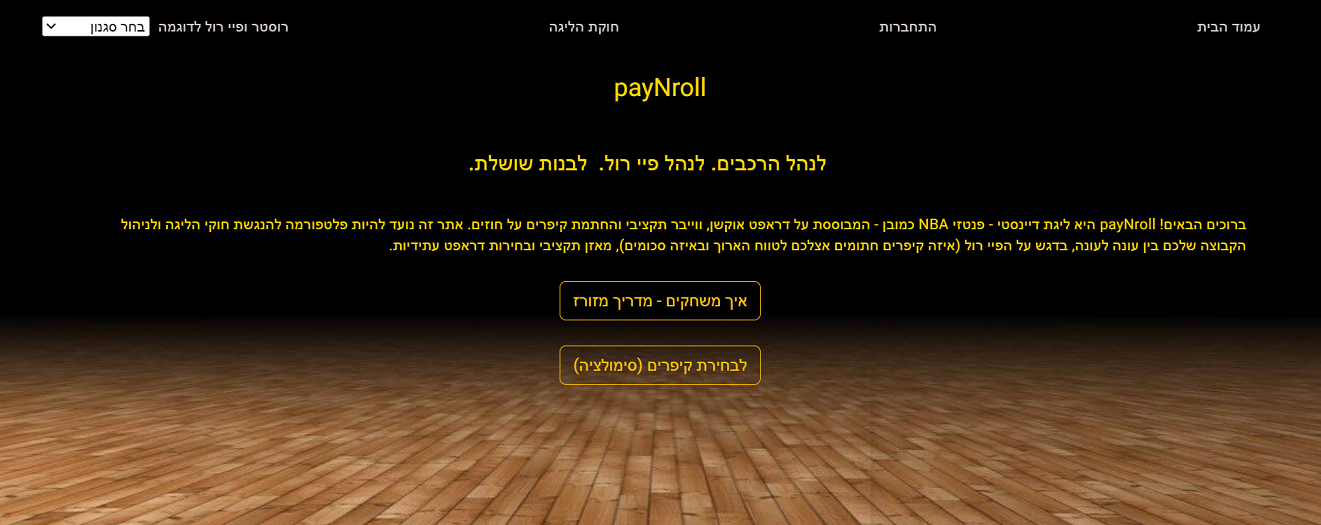 עמוד הבית
התחברות
חוקת הליגה
רוסטר ופיי רול לדוגמה
בחר סגנון
payNroll
לנהל הרכבים. לנהל פיי רול. לבנות שושלת.
ברוכים הבאים! payNroll היא ליגת דיינסטי - פנטזי NBA כמובן - המבוססת על דראפט אוקשן, ווייבר תקציבי והחתמת קיפרים על חוזים. אתר זה נועד להיות פלטפורמה להנגשת חוקי הליגה ולניהול
הקבוצה שלכם בין עונה לעונה, בדגש על הפיי רול (איזה קיפרים חתומים אצלכם לטווח הארוך ובאיזה סכומים), מאזן תקציבי ובחירות דראפט עתידיות.
איך משחקים - מדריך מזורז
לבחירת קיפרים (סימולציה)